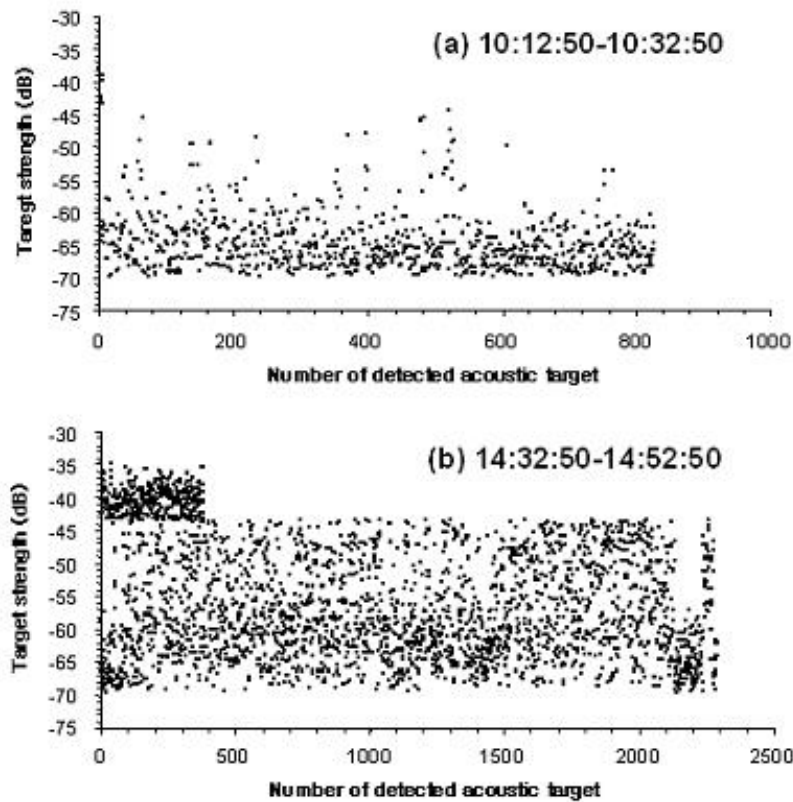 (a) 10:12:50-10:32:50
Taregt strength (dB)
-30
-35
-40
-45
-50
-55
-60
-65
-70
-75
0 200 400 600 800 1000
Number of detected acoustic target
(b) 14:32:50-14:52:50
Target strength (dB)
-30
-35
-40
-45
-50
-55
-60
-65
-70
-75
0 500 1000 1500 2000 2500
Number of detected acoustic target